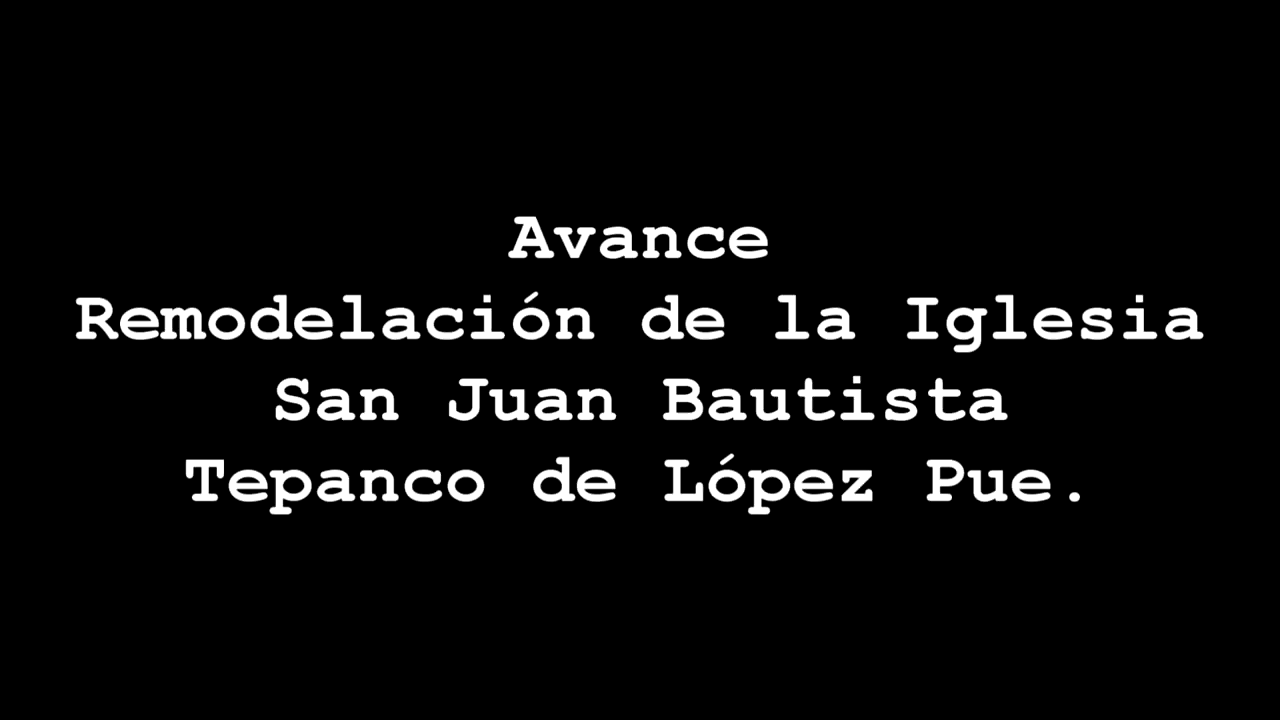 Avance
Remodelación de la Iglesia
San Juan Bautista
Tepanco de López Pue.